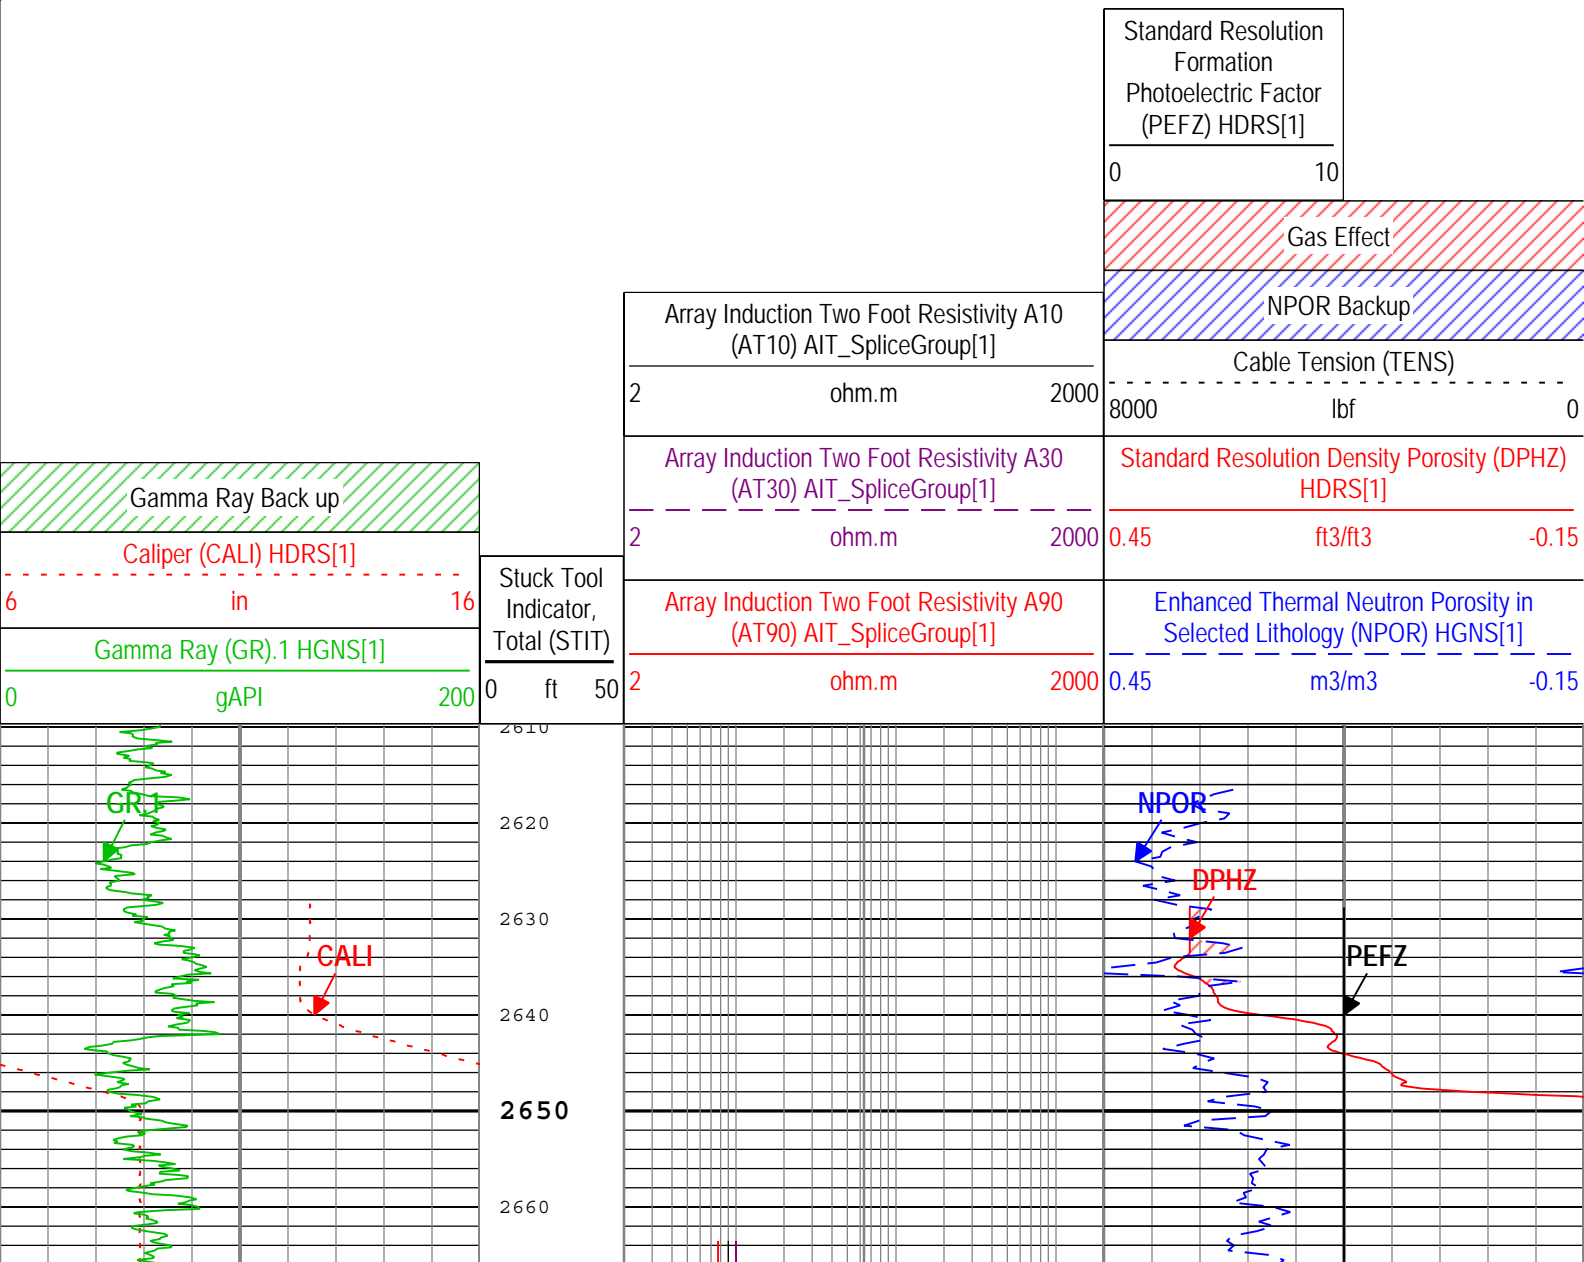 Standard Resolution
Formation
Photoelectric Factor
(PEFZ) HDRS[1]
0 10
Gas Effect
NPOR Backup
Cable Tension (TENS)
8000 lbf 0
Standard Resolution Density Porosity (DPHZ)
HDRS[1]
0.45 ft3/ft3 -0.15
Enhanced Thermal Neutron Porosity in
Selected Lithology (NPOR) HGNS[1]
0.45 m3/m3 -0.15
Array Induction Two Foot Resistivity A10
(AT10) AIT_SpliceGroup[1]
2 ohm.m 2000
Array Induction Two Foot Resistivity A30
(AT30) AIT_SpliceGroup[1]
2 ohm.m 2000
Array Induction Two Foot Resistivity A90
(AT90) AIT_SpliceGroup[1]
2 ohm.m 2000
Gamma Ray Back up
Caliper (CALI) HDRS[1]
6 in 16
Gamma Ray (GR).1 HGNS[1]
0 gAPI 200
Stuck Tool
Indicator,
Total (STIT)
0 ft 50
2610
GR.1
NPOR
2620
DPHZ
2630
CALI
PEFZ
2640
2650
2660